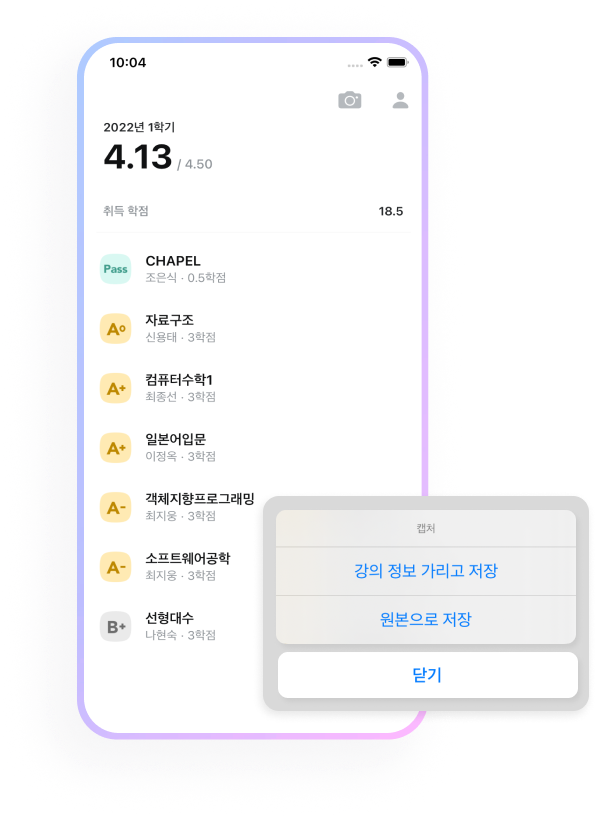 10:04
2022년 1학기
4.13 / 4.50
취득 학점 18.5
Pass
CHAPEL
조은식 · 0.5학점
A⁰
자료구조
신용태 · 3학점
A+
컴퓨터수학1
최종선 · 3학점
A+
일본어입문
이정옥 · 3학점
A-
객체지향프로그래밍
최지웅 · 3학점
A-
소프트웨어공학
최지웅 · 3학점
B+
선형대수
나현숙 · 3학점
캡처
강의 정보 가리고 저장
원본으로 저장
닫기